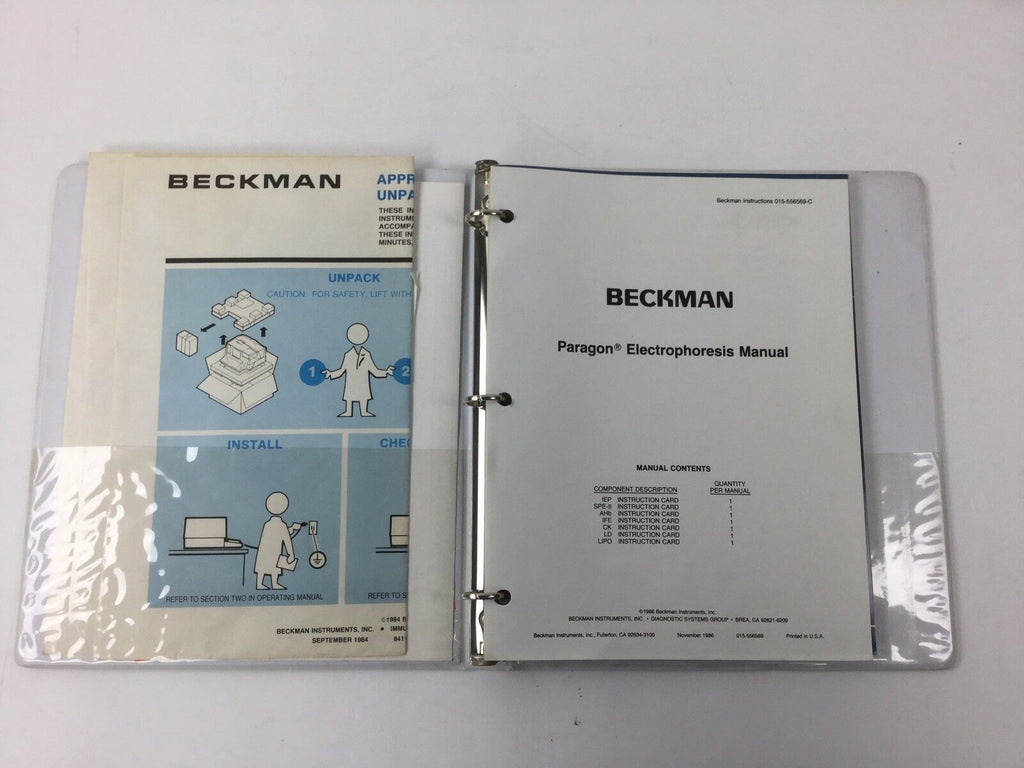 BECKMAN
APPR
UNPA
THESE IN
INSTRUM
ACCOMPA
THESE IN
MINUTES,
UNPACK
CAUTION: FOR SAFETY, LIFT WITH
1
2
INSTALL
CHEC
REFER TO SECTION TWO IN OPERATING MANUAL
REFER TO S
©1984 B
BECKMAN INSTRUMENTS, INC. • IMMU
SEPTEMBER 1984 8411
Beckman Instructions 015-556569-C
BECKMAN
Paragon® Electrophoresis Manual
MANUAL CONTENTS
COMPONENT DESCRIPTION QUANTITY PER MANUAL
IEP INSTRUCTION CARD 1
SPE-II INSTRUCTION CARD 1
AHb INSTRUCTION CARD 1
IFE INSTRUCTION CARD 1
CK INSTRUCTION CARD 1
LD INSTRUCTION CARD 1
LIPO INSTRUCTION CARD 1
©1986 Beckman Instruments, Inc.
BECKMAN INSTRUMENTS, INC. • DIAGNOSTIC SYSTEMS GROUP • BREA, CA 92621-6209
Beckman Instruments, Inc., Fullerton, CA 92634-3100 November 1986 015-556569 Printed in U.S.A.